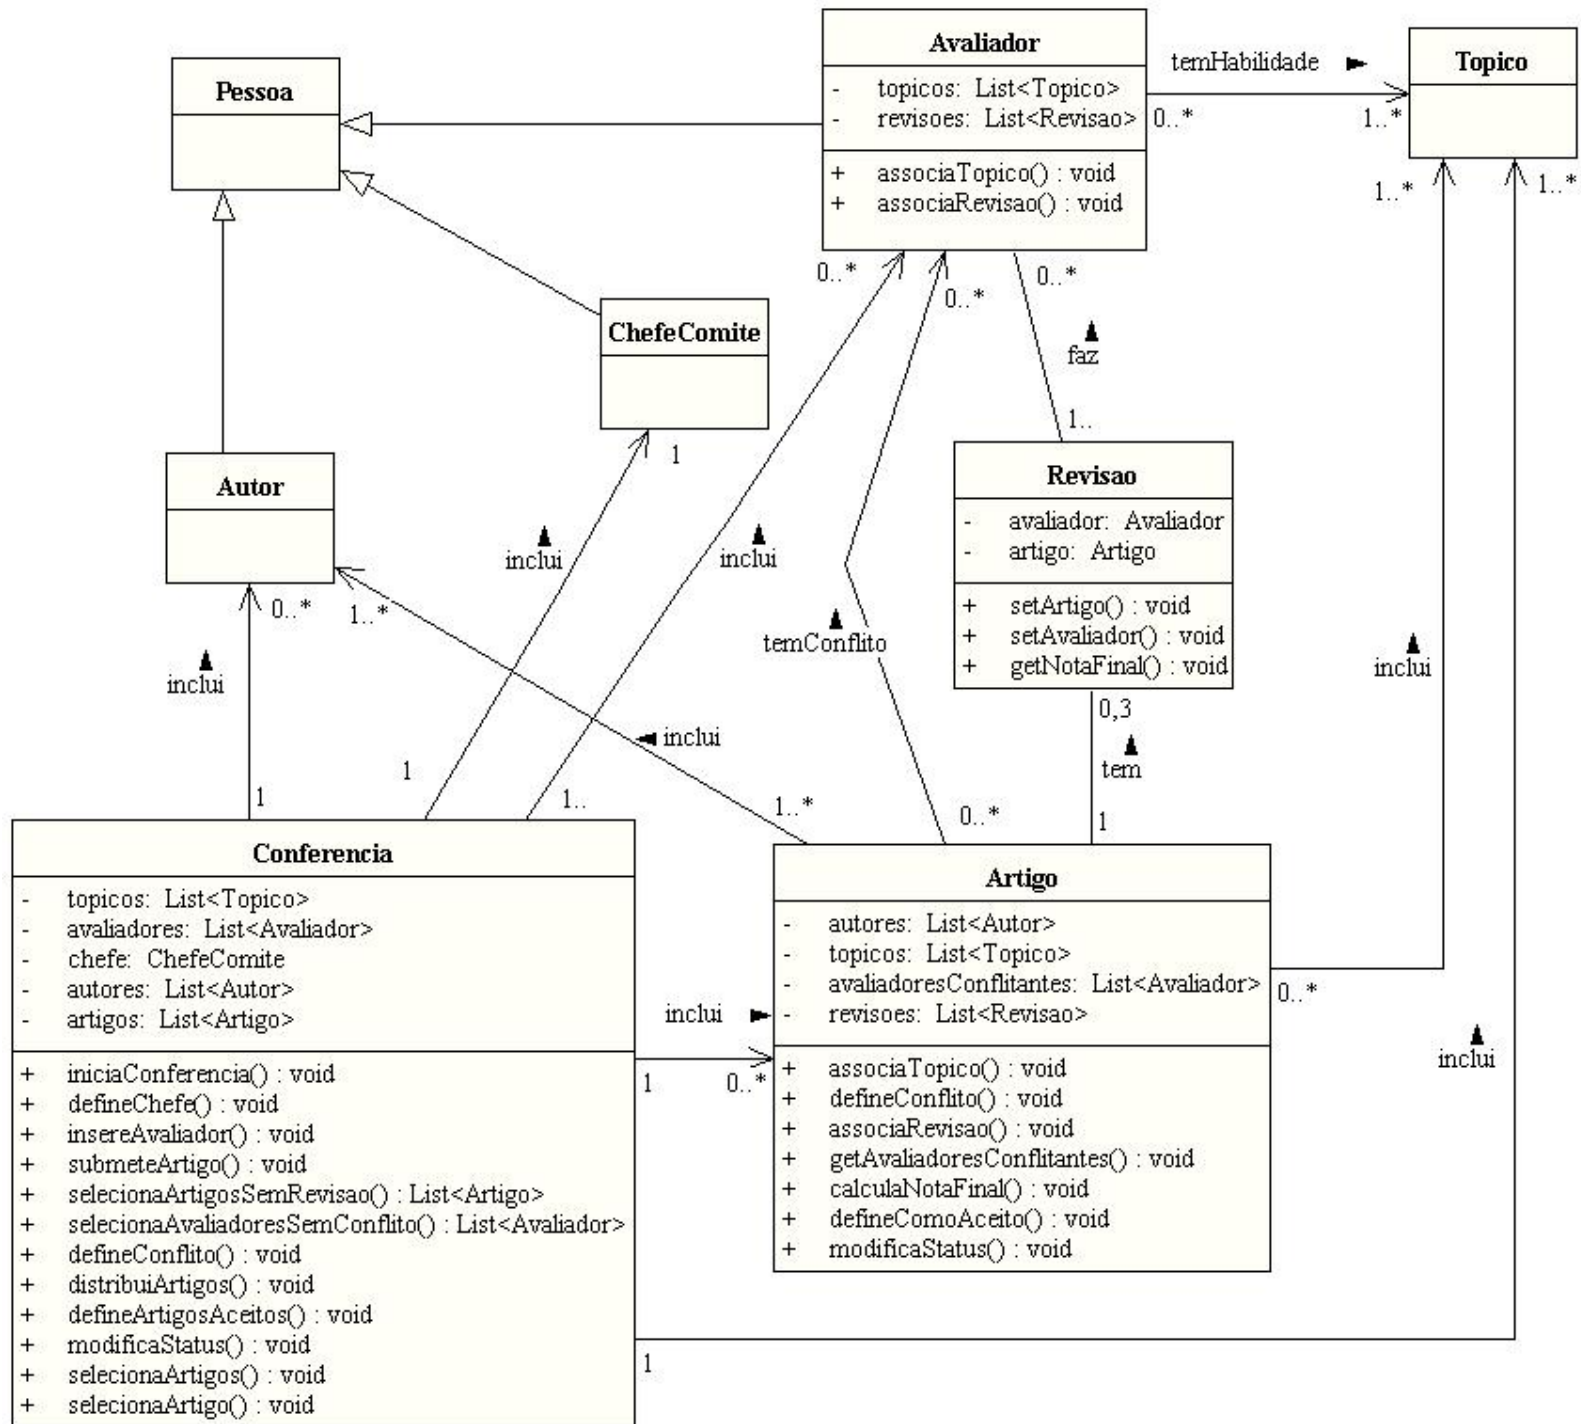 Avaliador
- topicos: List<Topico>
- revisoes: List<Revisao>
+ associaTopico() : void
+ associaRevisao() : void
temHabilidade
0..*
1..*
Topico
1..*
1..*
Pessoa
0..*
0..*
0..*
ChefeComite
faz
1..
1
Autor
Revisao
- avaliador: Avaliador
- artigo: Artigo
+ setArtigo() : void
+ setAvaliador() : void
+ getNotaFinal() : void
inclui
inclui
0..*
1..*
temConflito
inclui
inclui
0,3
inclui
tem
1
1
1..
1..*
0..*
1
Conferencia
- topicos: List<Topico>
- avaliadores: List<Avaliador>
- chefe: ChefeComite
- autores: List<Autor>
- artigos: List<Artigo>
+ iniciaConferencia() : void
+ defineChefe() : void
+ insereAvaliador() : void
+ submeteArtigo() : void
+ selecionaArtigosSemRevisao() : List<Artigo>
+ selecionaAvaliadoresSemConflito() : List<Avaliador>
+ defineConflito() : void
+ distribuiArtigos() : void
+ defineArtigosAceitos() : void
+ modificaStatus() : void
+ selecionaArtigos() : void
+ selecionaArtigo() : void
inclui
1
0..*
Artigo
- autores: List<Autor>
- topicos: List<Topico>
- avaliadoresConflitantes: List<Avaliador>
- revisoes: List<Revisao>
+ associaTopico() : void
+ defineConflito() : void
+ associaRevisao() : void
+ getAvaliadoresConflitantes() : void
+ calculaNotaFinal() : void
+ defineComoAceito() : void
+ modificaStatus() : void
0..*
inclui
1